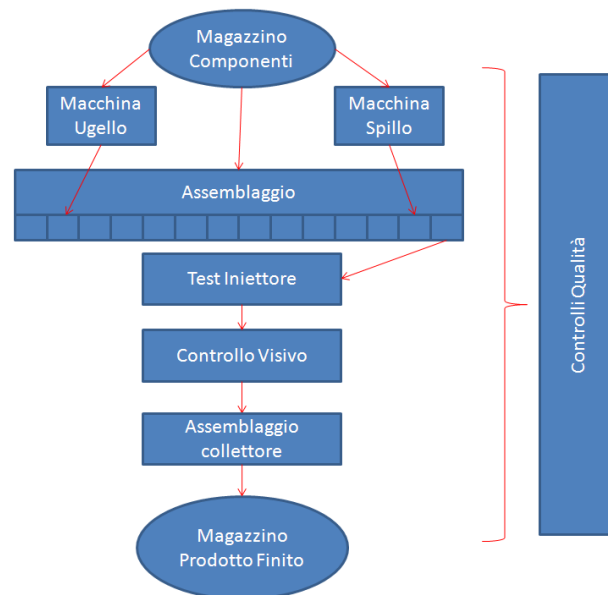 Magazzino
Componenti
Macchina
Ugello
Macchina
Spillo
Assemblaggio
Test Iniettore
Controllo Visivo
Assemblaggio
collettore
Magazzino
Prodotto Finito
Controlli Qualità